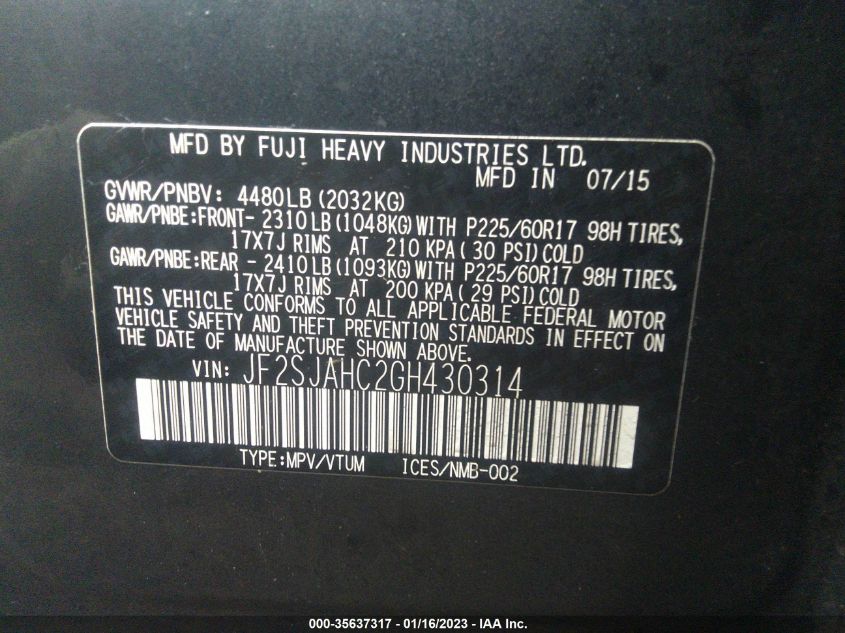 MFD BY FUJI HEAVY INDUSTRIES LTD.
MFD IN 07/15
GVWR/PNBV: 4480LB(2032KG)
GAWR/PNBE:FRONT- 2310LB(1048KG)WITH P225/60R17 98H TIRES,
17X7J RIMS AT 210 KPA( 30 PSI)COLD
GAWR/PNBE:REAR - 2410LB(1093KG)WITH P225/60R17 98H TIRES,
17X7J RIMS AT 200 KPA( 29 PSI)COLD
THIS VEHICLE CONFORMS TO ALL APPLICABLE FEDERAL MOTOR
VEHICLE SAFETY AND THEFT PREVENTION STANDARDS IN EFFECT ON
THE DATE OF MANUFACTURE SHOWN ABOVE.
VIN: JF2SJAHC2GH430314
TYPE:MPV/VTUM ICES/NMB-002
000-35637317 - 01/16/2023 - IAA Inc.